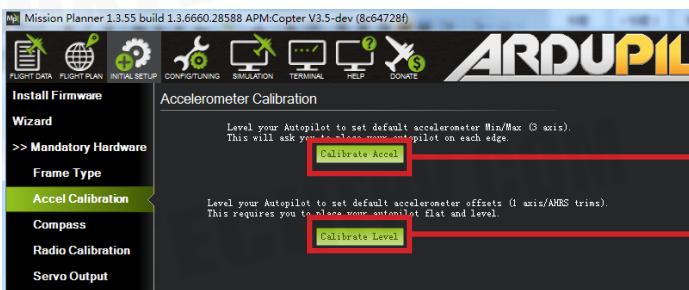 Mission Planner 1.3.55 build 1.3.6660.28588 APM:Copter V3.5-dev (8c64728f)
FLIGHT DATA FLIGHT PLAN INITIAL SETUP CONFIG/TUNING SIMULATION TERMINAL HELP DONATE
ARDUPIL
Install Firmware
Wizard
>> Mandatory Hardware
Frame Type
Accel Calibration
Compass
Radio Calibration
Servo Output
Accelerometer Calibration
Level your Autopilot to set default accelerometer Min/Max (3 axis).
This will ask you to place your autopilot on each edge.
Calibrate Accel
Level your Autopilot to set default accelerometer offsets (1 axis/AHRS trims).
This requires you to place your autopilot flat and level.
Calibrate Level